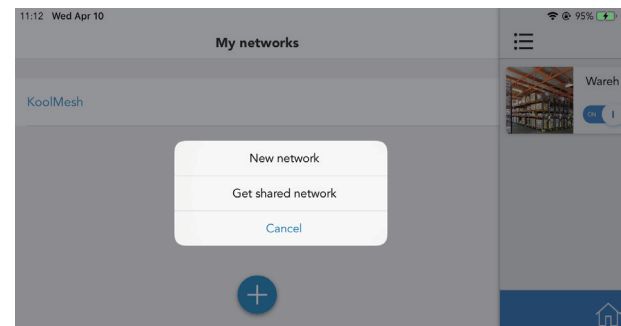 11:12 Wed Apr 10
95%
My networks
KoolMesh
Wareh
ON
New network
Get shared network
Cancel